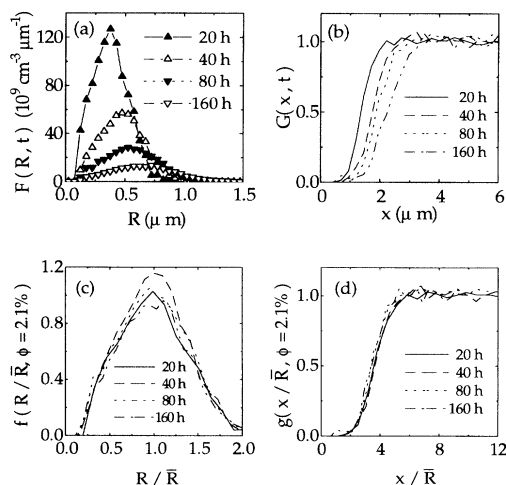 (a)
20 h
40 h
80 h
160 h
F ( R , t ) (10⁹ cm⁻³ μm⁻¹)
120
90
60
30
0
0.0 0.5 1.0 1.5
R (μ m)
(b)
20 h
40 h
80 h
160 h
G( x , t )
1.0
0.5
0.0
0 2 4 6
x (μ m)
(c)
20 h
40 h
80 h
160 h
f ( R / R̅, ϕ = 2.1%)
1.2
0.8
0.4
0.0
0.0 0.5 1.0 1.5 2.0
R / R̅
(d)
20 h
40 h
80 h
160 h
g( x / R̅, ϕ = 2.1%)
1.0
0.5
0.0
0 4 8 12
x / R̅